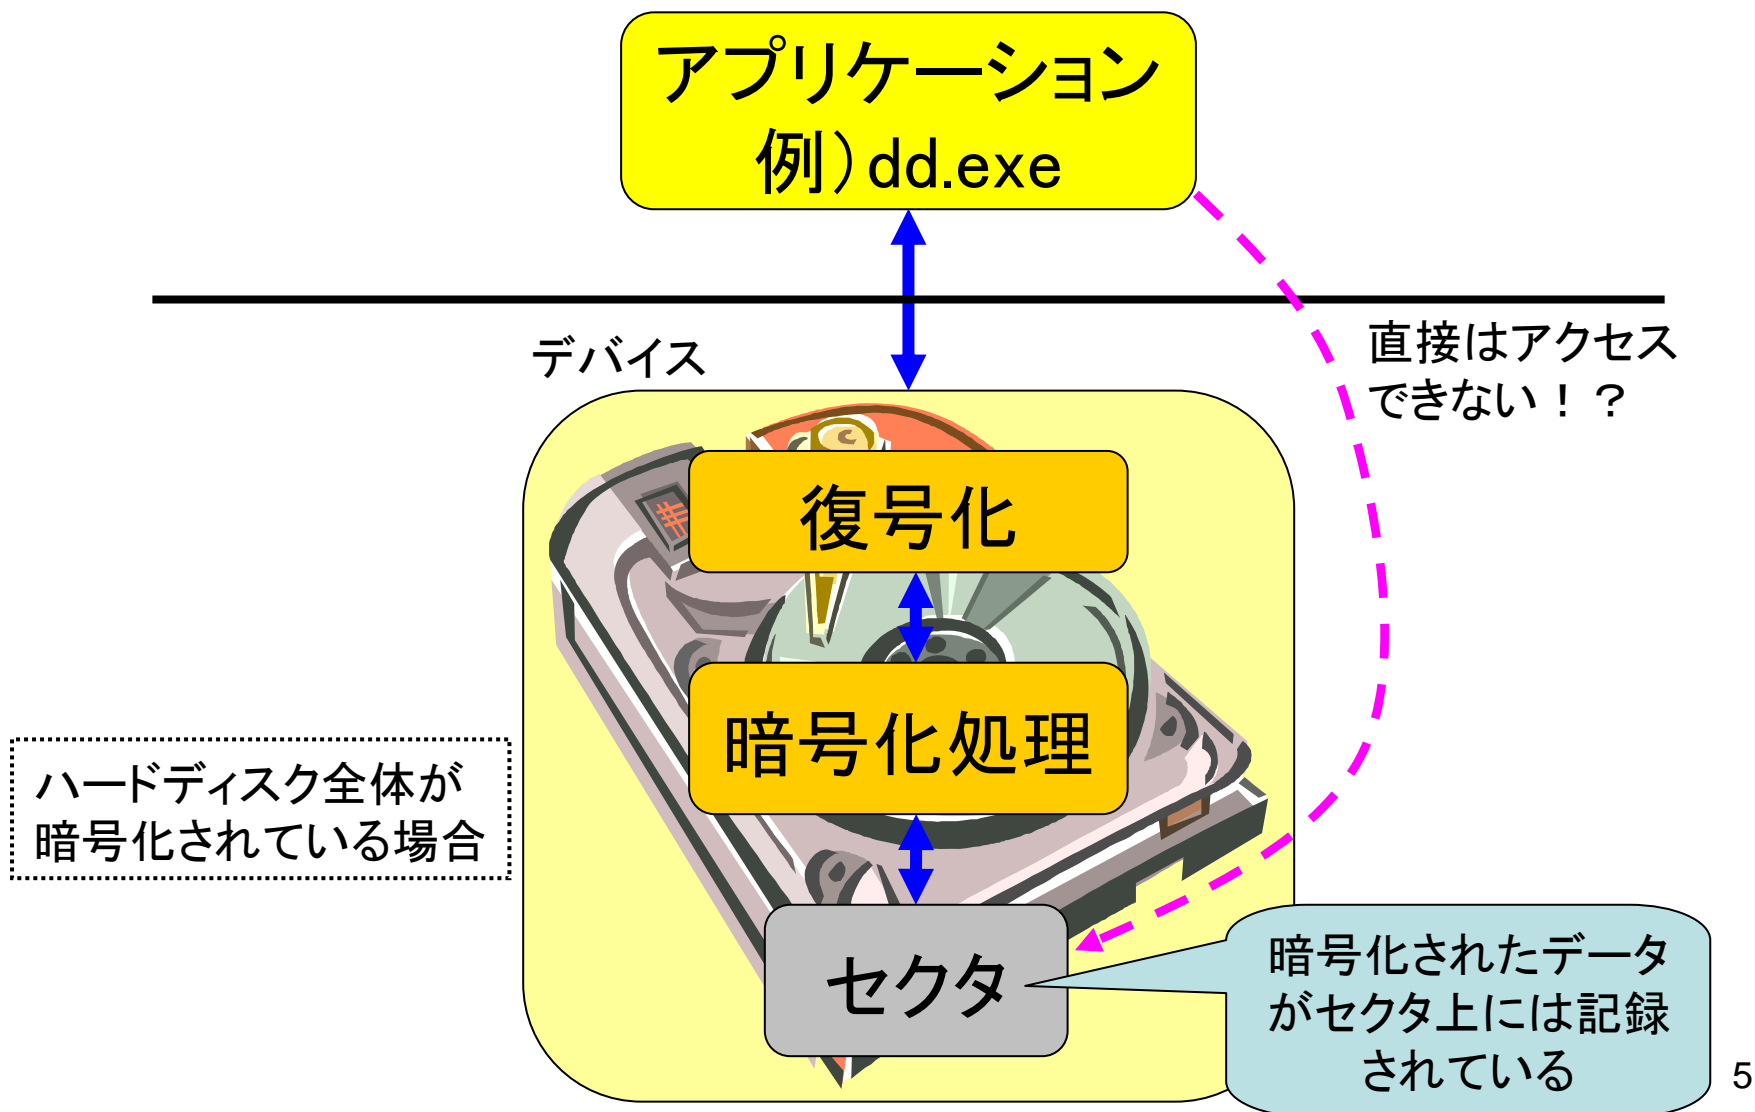 アプリケーション
例）dd.exe
デバイス
直接はアクセス
できない！？
復号化
暗号化処理
ハードディスク全体が
暗号化されている場合
セクタ
暗号化されたデータ
がセクタ上には記録
されている
5